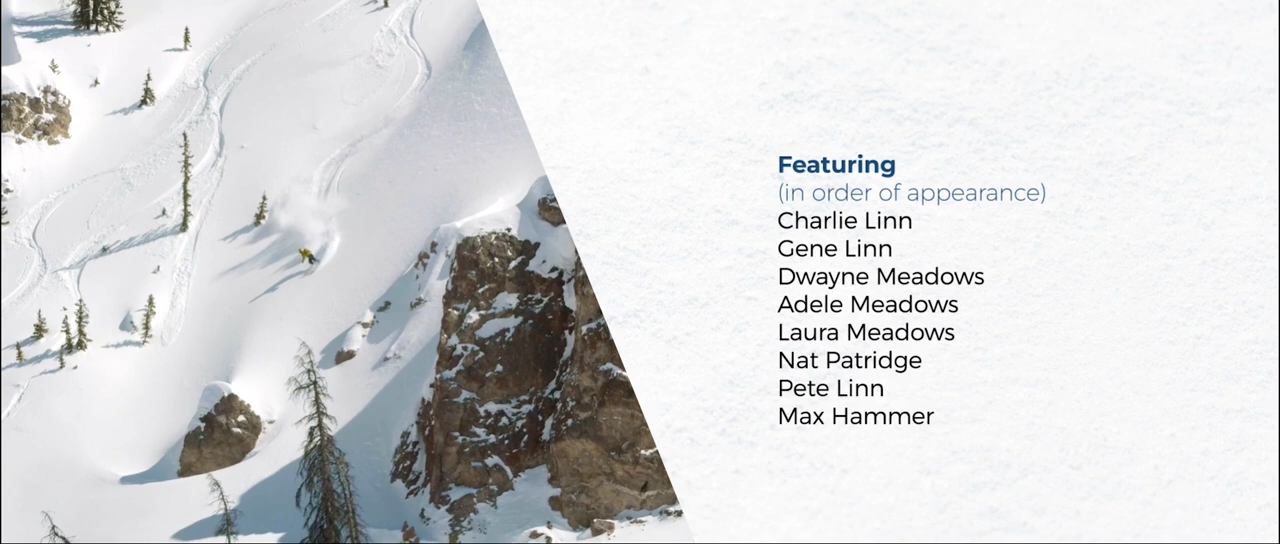 Featuring
(in order of appearance)
Charlie Linn
Gene Linn
Dwayne Meadows
Adele Meadows
Laura Meadows
Nat Patridge
Pete Linn
Max Hammer